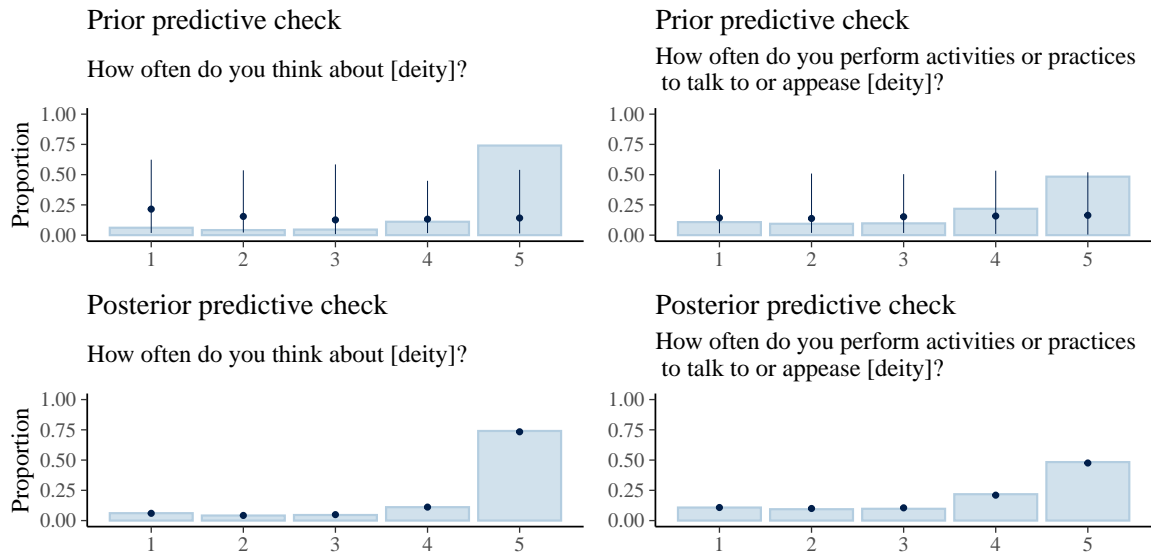 Prior predictive check
How often do you think about [deity]?
Proportion
1.00
0.75
0.50
0.25
0.00
1 2 3 4 5
Prior predictive check
How often do you perform activities or practices
to talk to or appease [deity]?
1.00
0.75
0.50
0.25
0.00
1 2 3 4 5
Posterior predictive check
How often do you think about [deity]?
Proportion
1.00
0.75
0.50
0.25
0.00
1 2 3 4 5
Posterior predictive check
How often do you perform activities or practices
to talk to or appease [deity]?
1.00
0.75
0.50
0.25
0.00
1 2 3 4 5